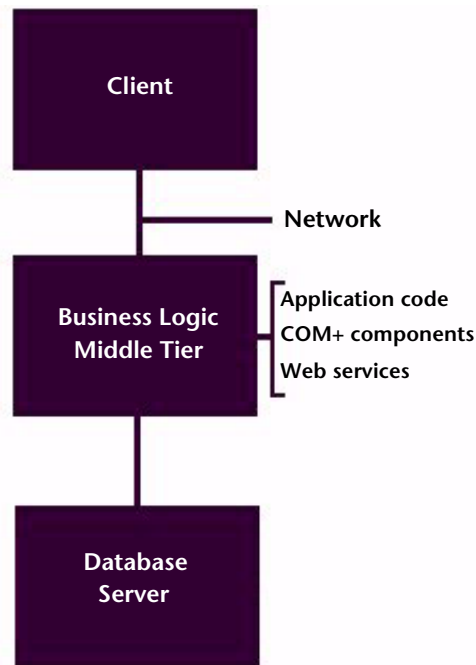 Client
Network
Business Logic
Middle Tier
Application code
COM+ components
Web services
Database
Server